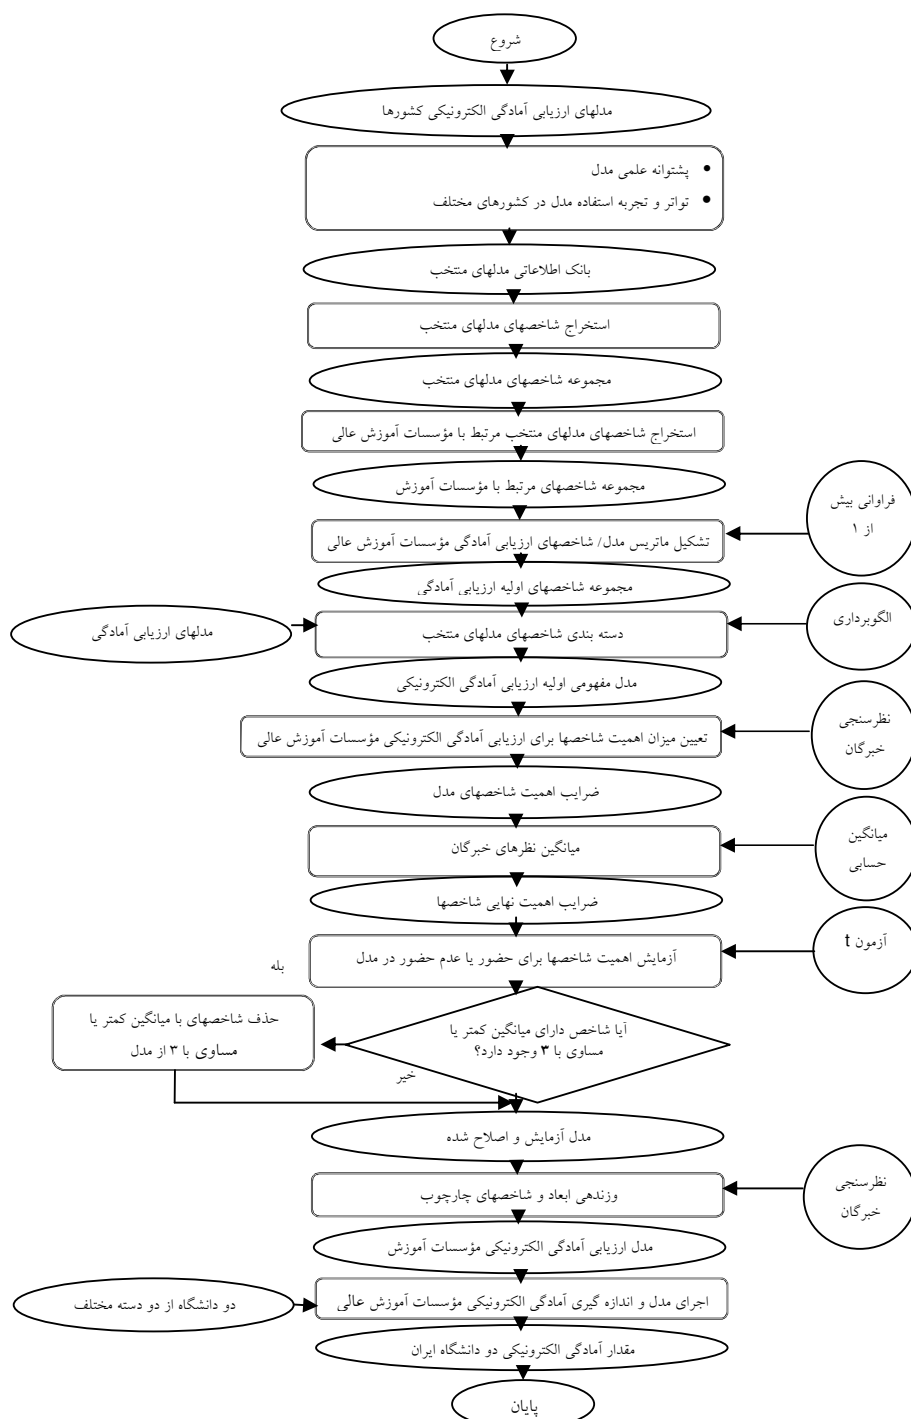 شروع
مدلهای ارزیابی آمادگی الکترونیکی کشورها
• پشتوانه علمی مدل
• تواتر و تجربه استفاده مدل در کشورهای مختلف
بانک اطلاعاتی مدلهای منتخب
استخراج شاخصهای مدلهای منتخب
مجموعه شاخصهای مدلهای منتخب
استخراج شاخصهای مدلهای منتخب مرتبط با مؤسسات آموزش عالی
مجموعه شاخصهای مرتبط با مؤسسات آموزش
فراوانی بیش
از ۱
تشکیل ماتریس مدل/ شاخصهای ارزیابی آمادگی مؤسسات آموزش عالی
مجموعه شاخصهای اولیه ارزیابی آمادگی
الگوبرداری
دسته بندی شاخصهای مدلهای منتخب
مدلهای ارزیابی آمادگی
مدل مفهومی اولیه ارزیابی آمادگی الکترونیکی
نظرسنجی
خبرگان
تعیین میزان اهمیت شاخصها برای ارزیابی آمادگی الکترونیکی مؤسسات آموزش عالی
ضرایب اهمیت شاخصهای مدل
میانگین
حسابی
میانگین نظرهای خبرگان
ضرایب اهمیت نهایی شاخصها
آزمون t
آزمایش اهمیت شاخصها برای حضور یا عدم حضور در مدل
بله
آیا شاخص دارای میانگین کمتر یا
مساوی با ۳ وجود دارد؟
حذف شاخصهای با میانگین کمتر یا
مساوی با ۳ از مدل
خیر
مدل آزمایش و اصلاح شده
نظرسنجی
خبرگان
وزندهی ابعاد و شاخصهای چارچوب
مدل ارزیابی آمادگی الکترونیکی مؤسسات آموزش
اجرای مدل و اندازه گیری آمادگی الکترونیکی مؤسسات آموزش عالی
دو دانشگاه از دو دسته مختلف
مقدار آمادگی الکترونیکی دو دانشگاه ایران
پایان